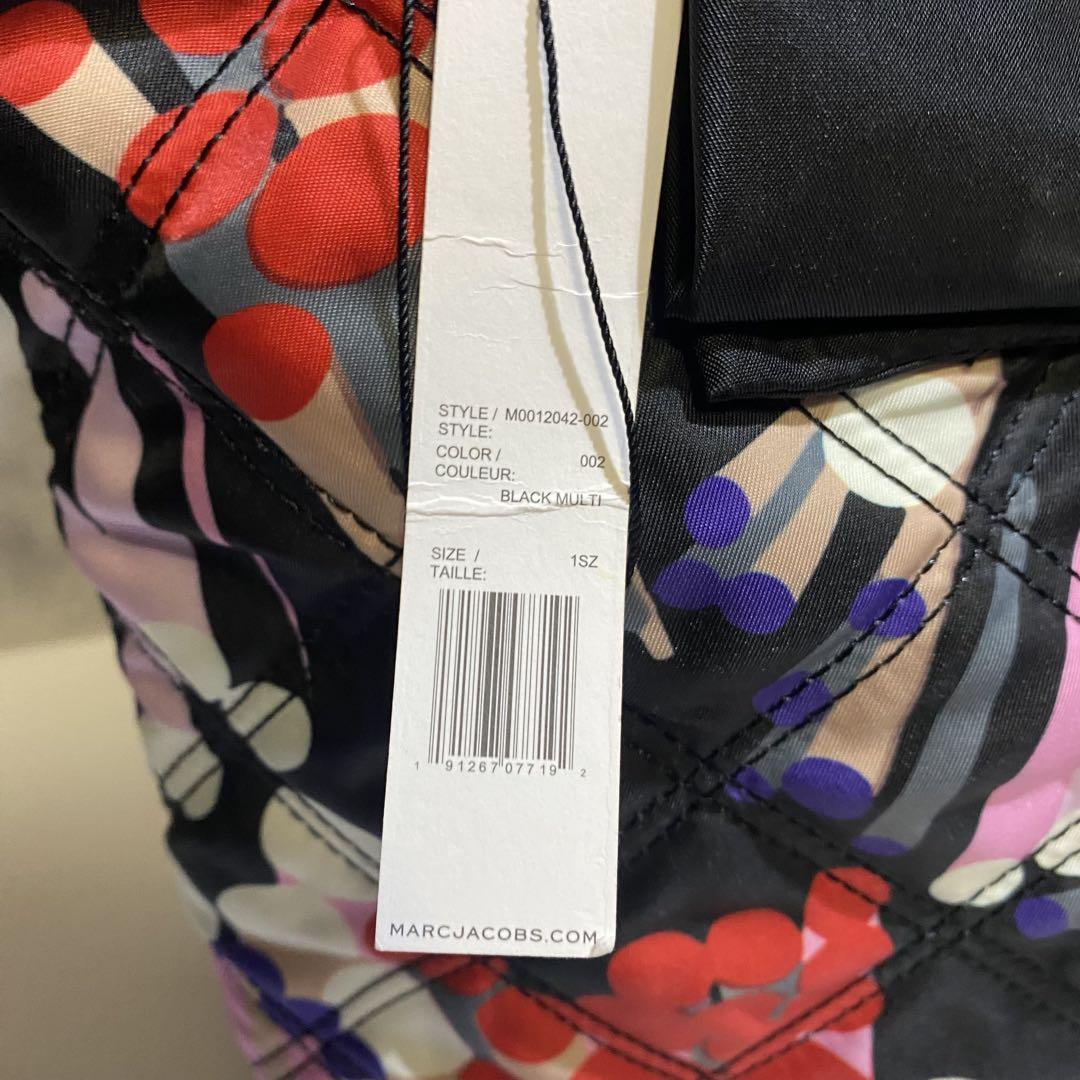 STYLE / M0012042-002
STYLE:
COLOR / 002
COULEUR:
BLACK MULTI
SIZE / 1SZ
TAILLE:
1 91267 07719 2
MARCJACOBS.COM